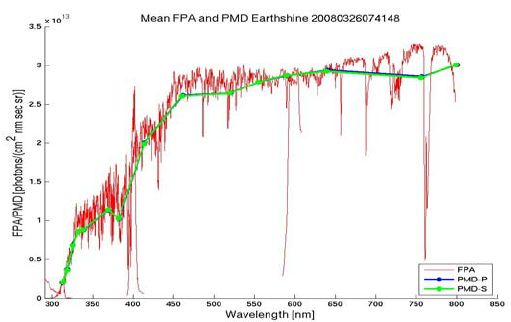 Mean FPA and PMD Earthshine 20080326074148
x 10^13
3.5
3
2.5
2
1.5
1
0.5
0
FPA/PMD [photons/(cm^2 nm sec sr)]
300 350 400 450 500 550 600 650 700 750 800 850
Wavelength [nm]
FPA
PMD-P
PMD-S